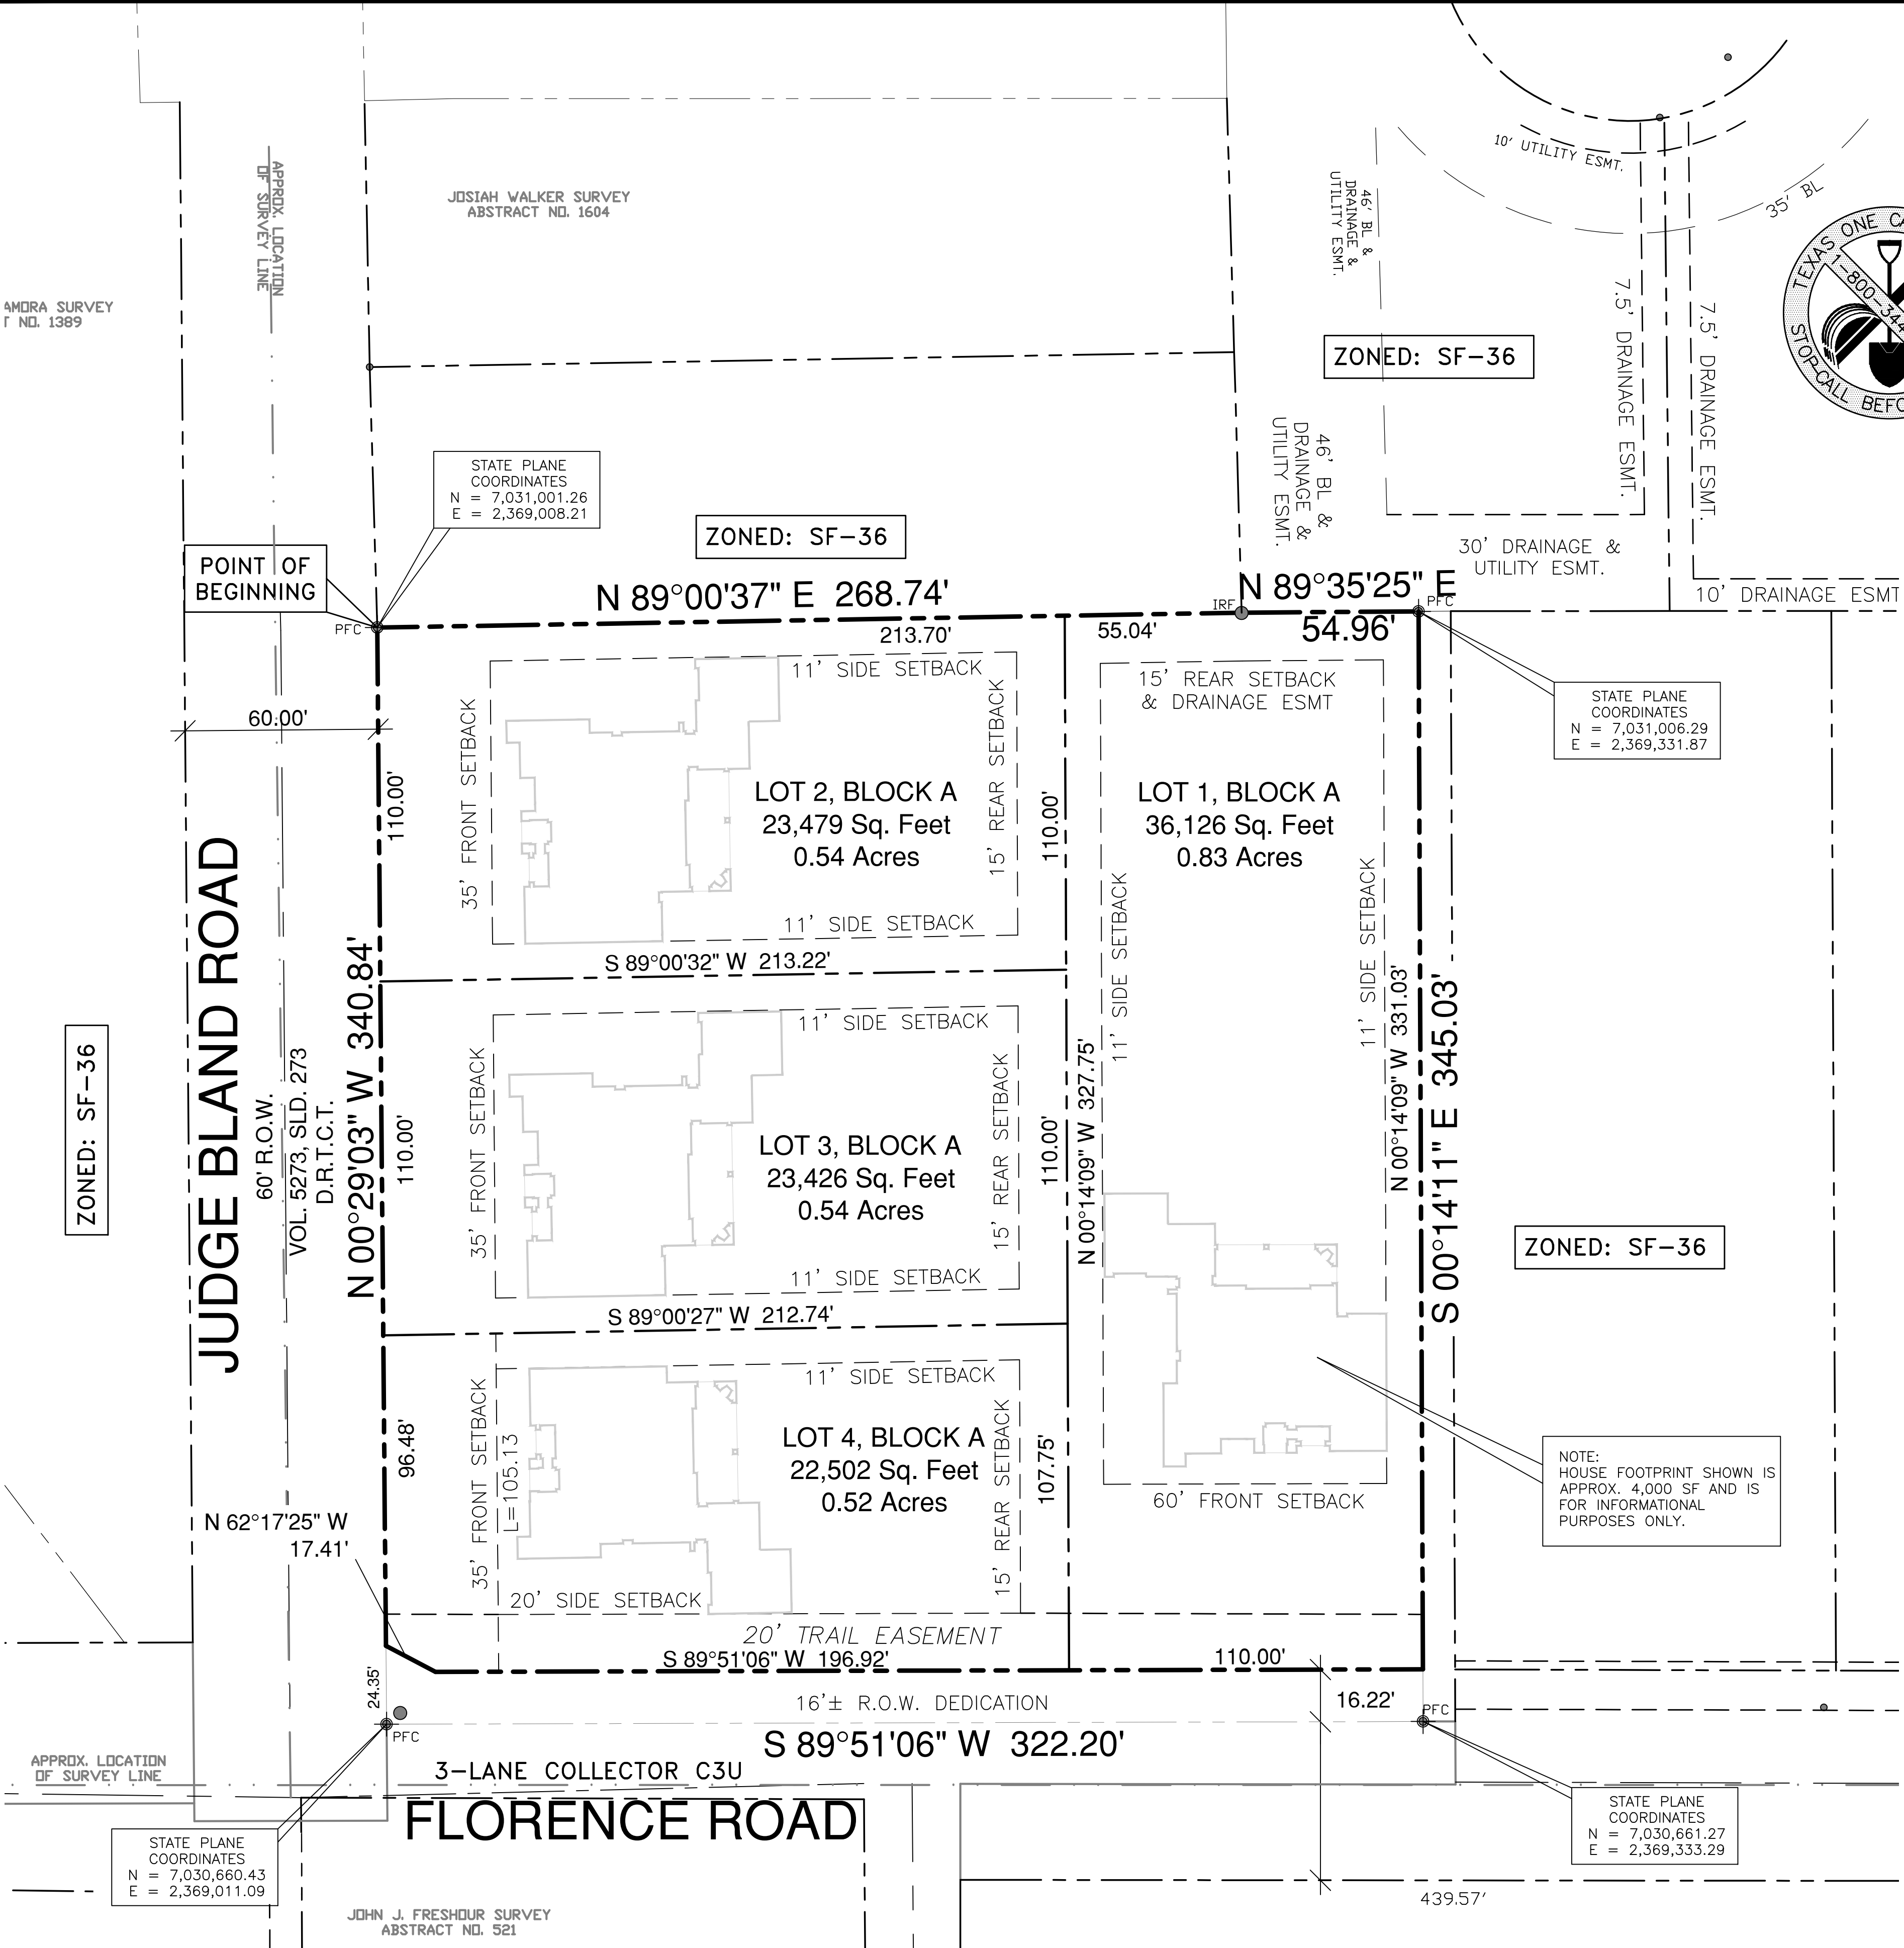 APPROX. LOCATION
OF SURVEY LINE
JOSIAH WALKER SURVEY
ABSTRACT NO. 1604
SURVEY
NO. 1389
10' UTILITY ESMT.
35' BL
46' BL &
DRAINAGE &
UTILITY ESMT.
TEXAS ONE
1-800-344
STOP-CALL
7.5' DRAINAGE ESMT.
7.5' DRAINAGE ESMT.
ZONED: SF-36
46' BL &
DRAINAGE &
UTILITY ESMT.
STATE PLANE
COORDINATES
N = 7,031,001.26
E = 2,369,008.21
ZONED: SF-36
POINT OF
BEGINNING
30' DRAINAGE &
UTILITY ESMT.
10' DRAINAGE ESMT
N 89°00'37" E 268.74'
N 89°35'25" E
54.96'
IRF
PFC
PFC
213.70'
55.04'
60.00'
11' SIDE SETBACK
15' REAR SETBACK
& DRAINAGE ESMT
STATE PLANE
COORDINATES
N = 7,031,006.29
E = 2,369,331.87
110.00'
35' FRONT SETBACK
LOT 2, BLOCK A
23,479 Sq. Feet
0.54 Acres
15' REAR SETBACK
110.00'
LOT 1, BLOCK A
36,126 Sq. Feet
0.83 Acres
11' SIDE SETBACK
11' SIDE SETBACK
11' SIDE SETBACK
S 89°00'32" W 213.22'
JUDGE BLAND ROAD
60' R.O.W.
VOL. 5273, SLD. 273
D.R.T.C.T.
N 00°29'03" W 340.84'
ZONED: SF-36
110.00'
35' FRONT SETBACK
11' SIDE SETBACK
LOT 3, BLOCK A
23,426 Sq. Feet
0.54 Acres
15' REAR SETBACK
110.00'
N 00°14'09" W 327.75'
N 00°14'09" W 331.03'
S 00°14'11" E 345.03'
ZONED: SF-36
11' SIDE SETBACK
S 89°00'27" W 212.74'
96.48'
35' FRONT SETBACK
L=105.13
11' SIDE SETBACK
LOT 4, BLOCK A
22,502 Sq. Feet
0.52 Acres
15' REAR SETBACK
107.75'
60' FRONT SETBACK
NOTE:
HOUSE FOOTPRINT SHOWN IS
APPROX. 4,000 SF AND IS
FOR INFORMATIONAL
PURPOSES ONLY.
N 62°17'25" W
17.41'
20' SIDE SETBACK
20' TRAIL EASEMENT
S 89°51'06" W 196.92'
110.00'
24.35'
16'± R.O.W. DEDICATION
16.22'
PFC
PFC
S 89°51'06" W 322.20'
APPROX. LOCATION
OF SURVEY LINE
3-LANE COLLECTOR C3U
FLORENCE ROAD
STATE PLANE
COORDINATES
N = 7,030,660.43
E = 2,369,011.09
STATE PLANE
COORDINATES
N = 7,030,661.27
E = 2,369,333.29
439.57'
JOHN J. FRESHOUR SURVEY
ABSTRACT NO. 521